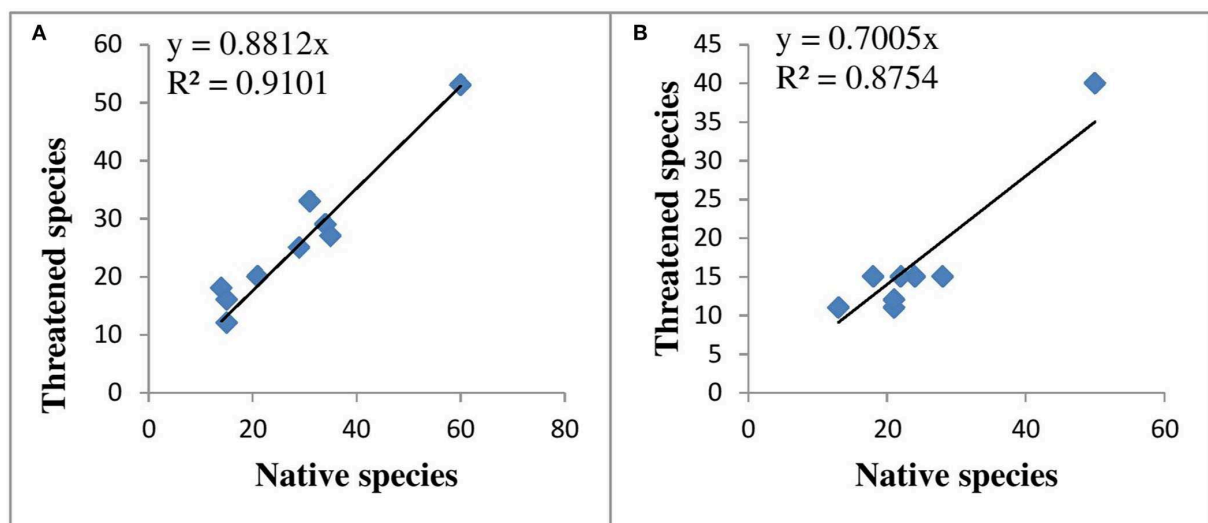 A
y = 0.8812x
R² = 0.9101
60
50
40
30
20
10
0
Threatened species
0 20 40 60 80
Native species
B
y = 0.7005x
R² = 0.8754
45
40
35
30
25
20
15
10
5
0
Threatened species
0 20 40 60
Native species